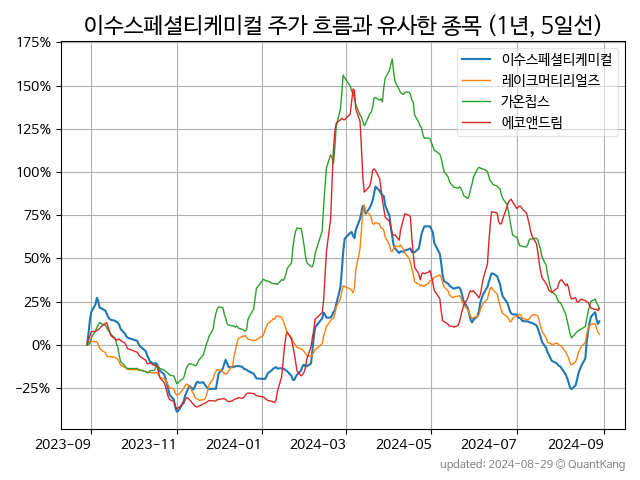 이수스페셜티케미컬 주가 흐름과 유사한 종목 (1년, 5일선)
175%
150%
125%
100%
75%
50%
25%
0%
−25%
이수스페셜티케미컬
레이크머티리얼즈
가온칩스
에코앤드림
2023-09 2023-11 2024-01 2024-03 2024-05 2024-07 2024-09
updated: 2024-08-29 © QuantKang